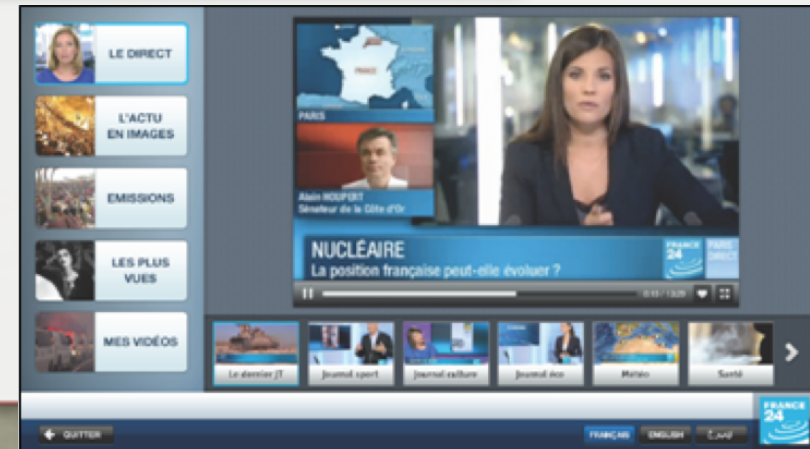 LE DIRECT
L'ACTU
EN IMAGES
EMISSIONS
LES PLUS
VUES
MES VIDÉOS
FRANCE
PARIS
Alain HOUPERT
Sénateur de la Côte d'Or
NUCLÉAIRE
La position française peut-elle évoluer ?
FRANCE
24
PARIS
DIRECT
Le dernier JT
Journal sport
Journal culture
Journal éco
Météo
Santé
QUITTER
FRANÇAIS
ENGLISH
عربي
FRANCE
24